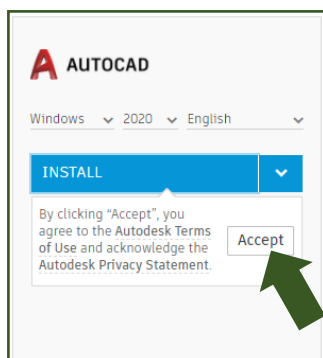 AUTOCAD
Windows 2020 English
INSTALL
By clicking “Accept”, you
agree to the Autodesk Terms
of Use and acknowledge the
Autodesk Privacy Statement.
Accept